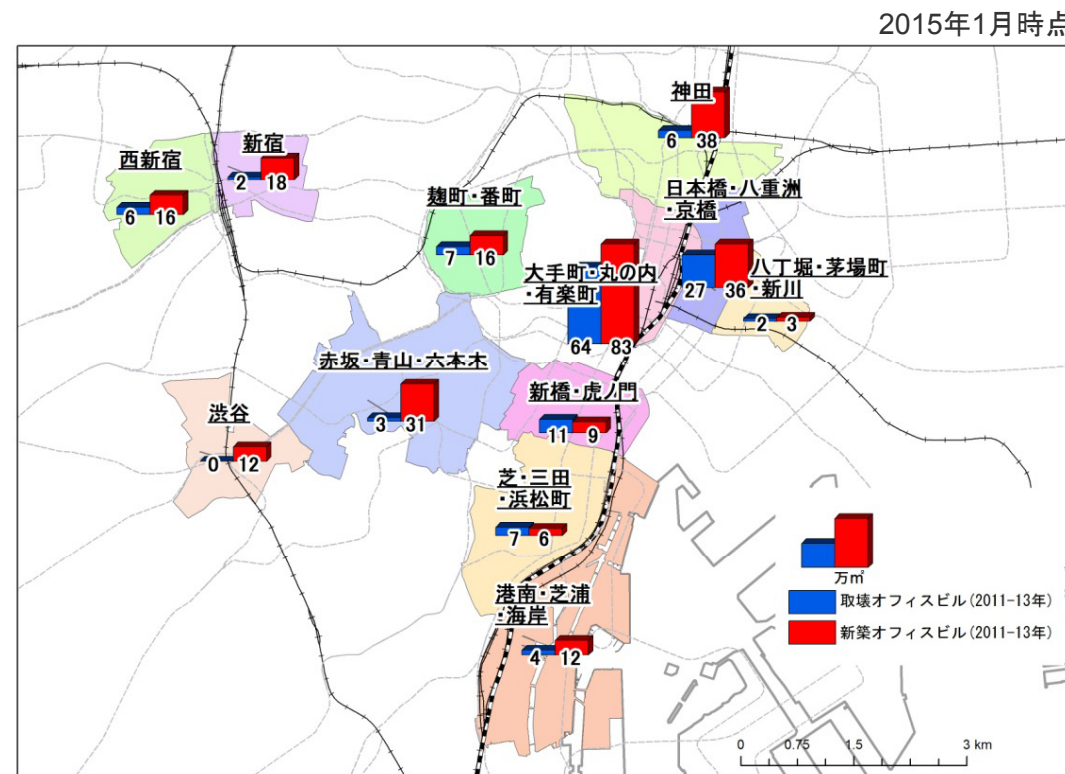 2015年1月時点
神田
6 38
新宿
2 18
西新宿
6 16
麹町・番町
7 16
日本橋・八重洲
・京橋
27 36
大手町・丸の内
・有楽町
64 83
八丁堀・茅場町
・新川
2 3
赤坂・青山・六本木
3 31
新橋・虎ノ門
11 9
渋谷
0 12
芝・三田
・浜松町
7 6
港南・芝浦
・海岸
4 12
万㎡
取壊オフィスビル(2011-13年)
新築オフィスビル(2011-13年)
0 0.75 1.5 3 km